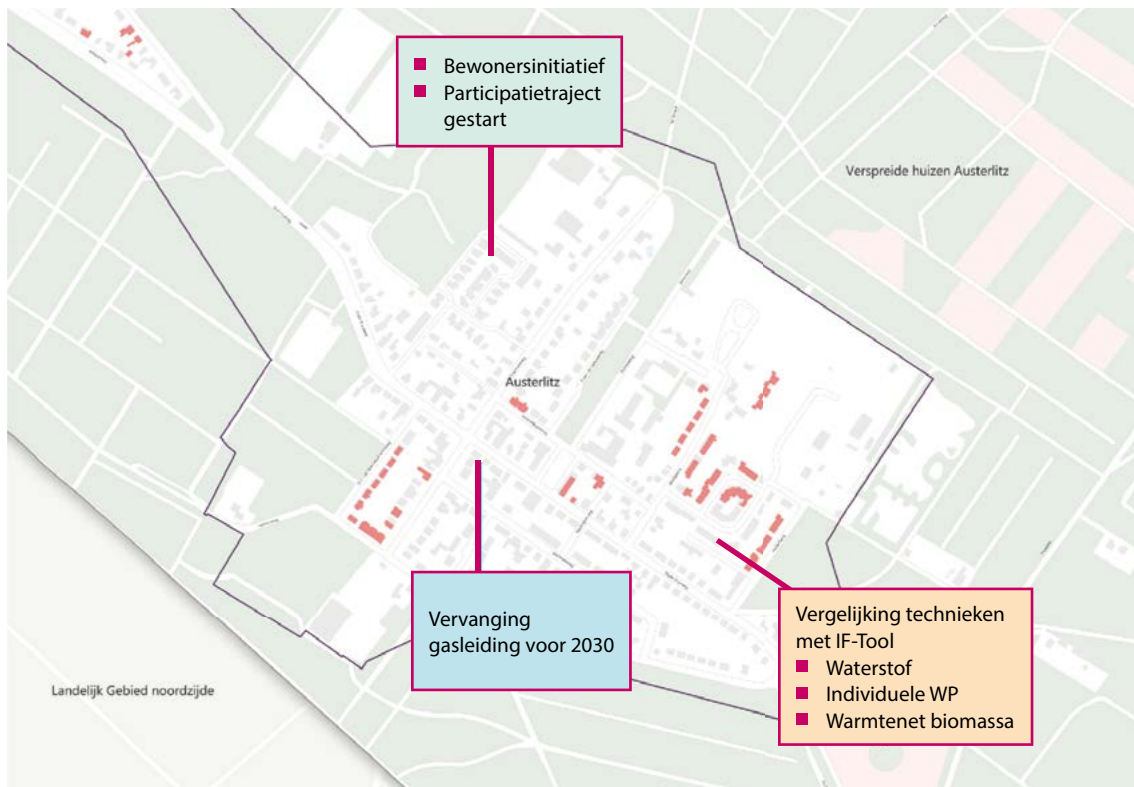 Bewonersinitiatief
Participatietraject
gestart
Verspreide huizen Austerlitz
Austerlitz
Vervanging
gasleiding voor 2030
Vergelijking technieken
met IF-Tool
Waterstof
Individuele WP
Warmtenet biomassa
Landelijk Gebied noordzijde